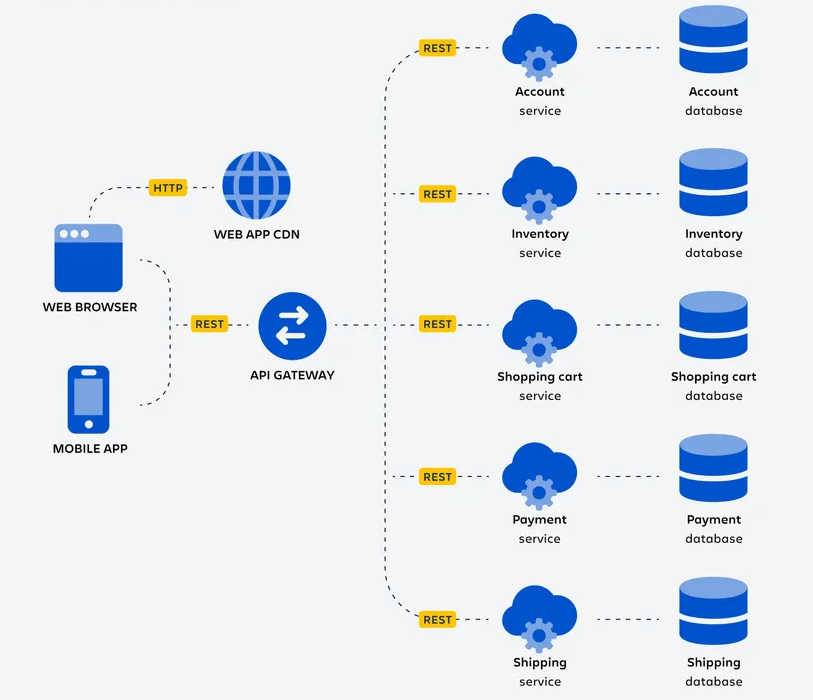 REST
Account
service
Account
database
HTTP
WEB APP CDN
REST
Inventory
service
Inventory
database
WEB BROWSER
REST
API GATEWAY
REST
Shopping cart
service
Shopping cart
database
MOBILE APP
REST
Payment
service
Payment
database
REST
Shipping
service
Shipping
database